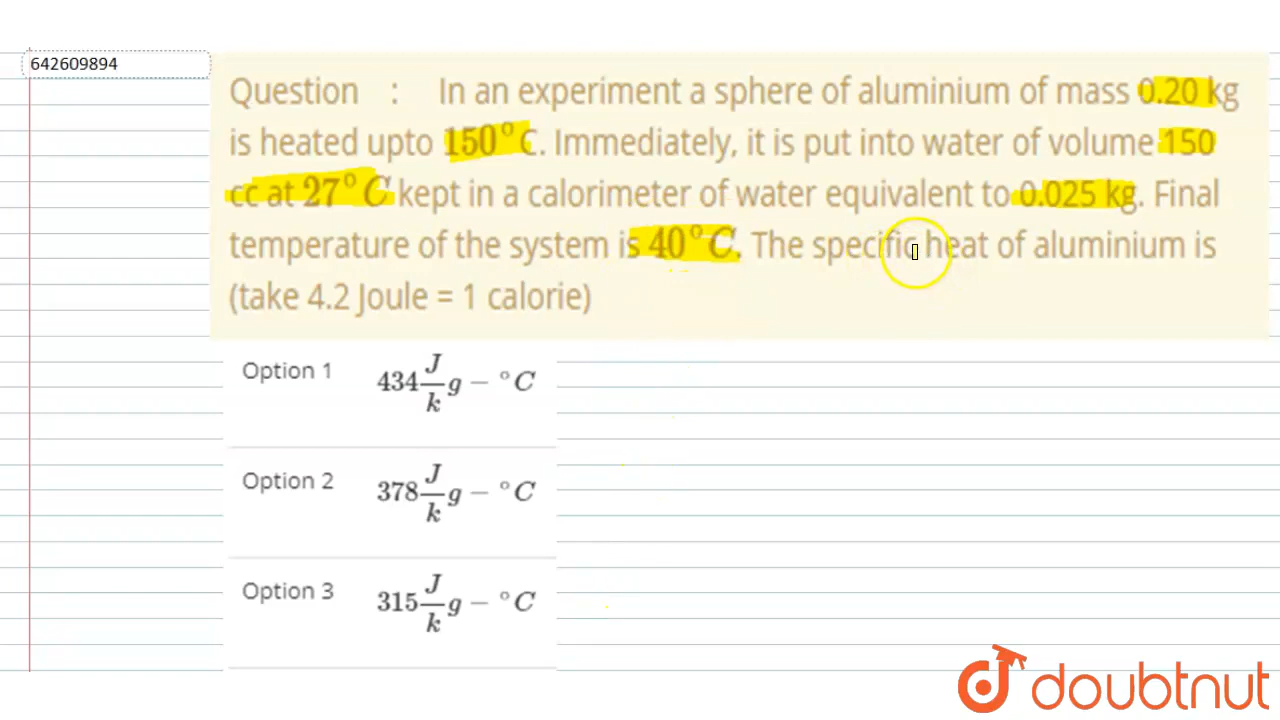 642609894
Question : In an experiment a sphere of aluminium of mass 0.20 kg
is heated upto 150°C. Immediately, it is put into water of volume 150
cc at 27°C kept in a calorimeter of water equivalent to 0.025 kg. Final
temperature of the system is 40°C. The specific heat of aluminium is
(take 4.2 Joule = 1 calorie)
Option 1 434 J/k g − °C
Option 2 378 J/k g − °C
Option 3 315 J/k g − °C
doubtnut